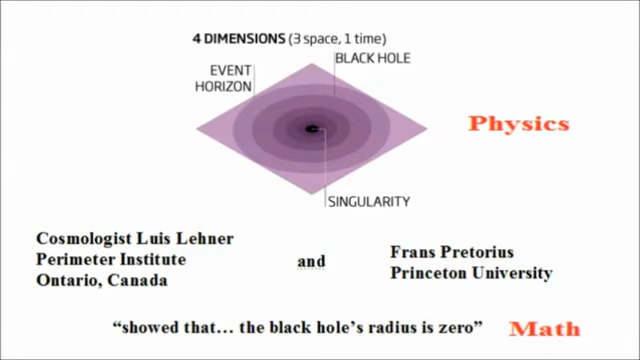 4 DIMENSIONS (3 space, 1 time)
BLACK HOLE
EVENT
HORIZON
Physics
SINGULARITY
Cosmologist Luis Lehner
Perimeter Institute
Ontario, Canada
and
Frans Pretorius
Princeton University
“showed that… the black hole’s radius is zero”
Math